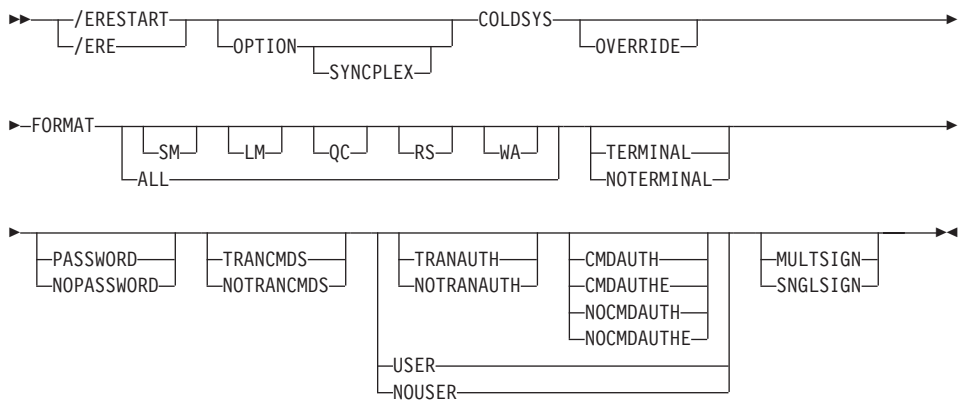 /ERESTART COLDSYS
/ERE OPTION OVERRIDE
SYNCPLEX
FORMAT
SM LM QC RS WA TERMINAL
ALL NOTERMINAL
PASSWORD TRANCMDS TRANAUTH CMDAUTH MULTSIGN
NOPASSWORD NOTRANCMDS NOTRANAUTH CMDAUTHE SNGLSIGN
NOCMDAUTH
NOCMDAUTHE
USER
NOUSER